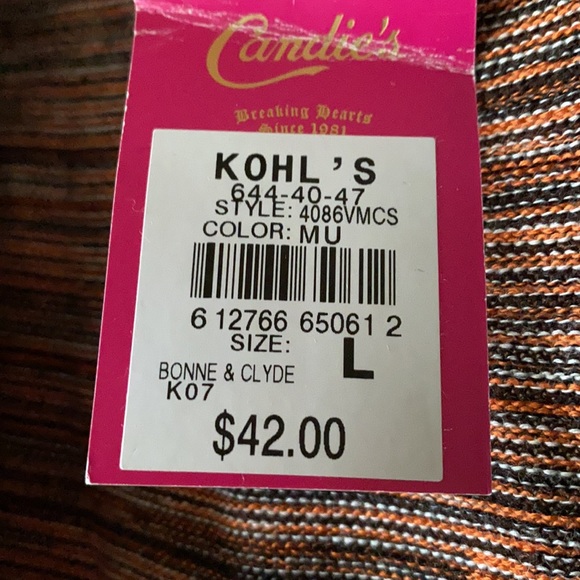 Candie's
Breaking Hearts
Since 1981
KOHL'S
644-40-47
STYLE: 4086VMCS
COLOR: MU
6 12766 65061 2
SIZE: L
BONNE & CLYDE
K07
$42.00